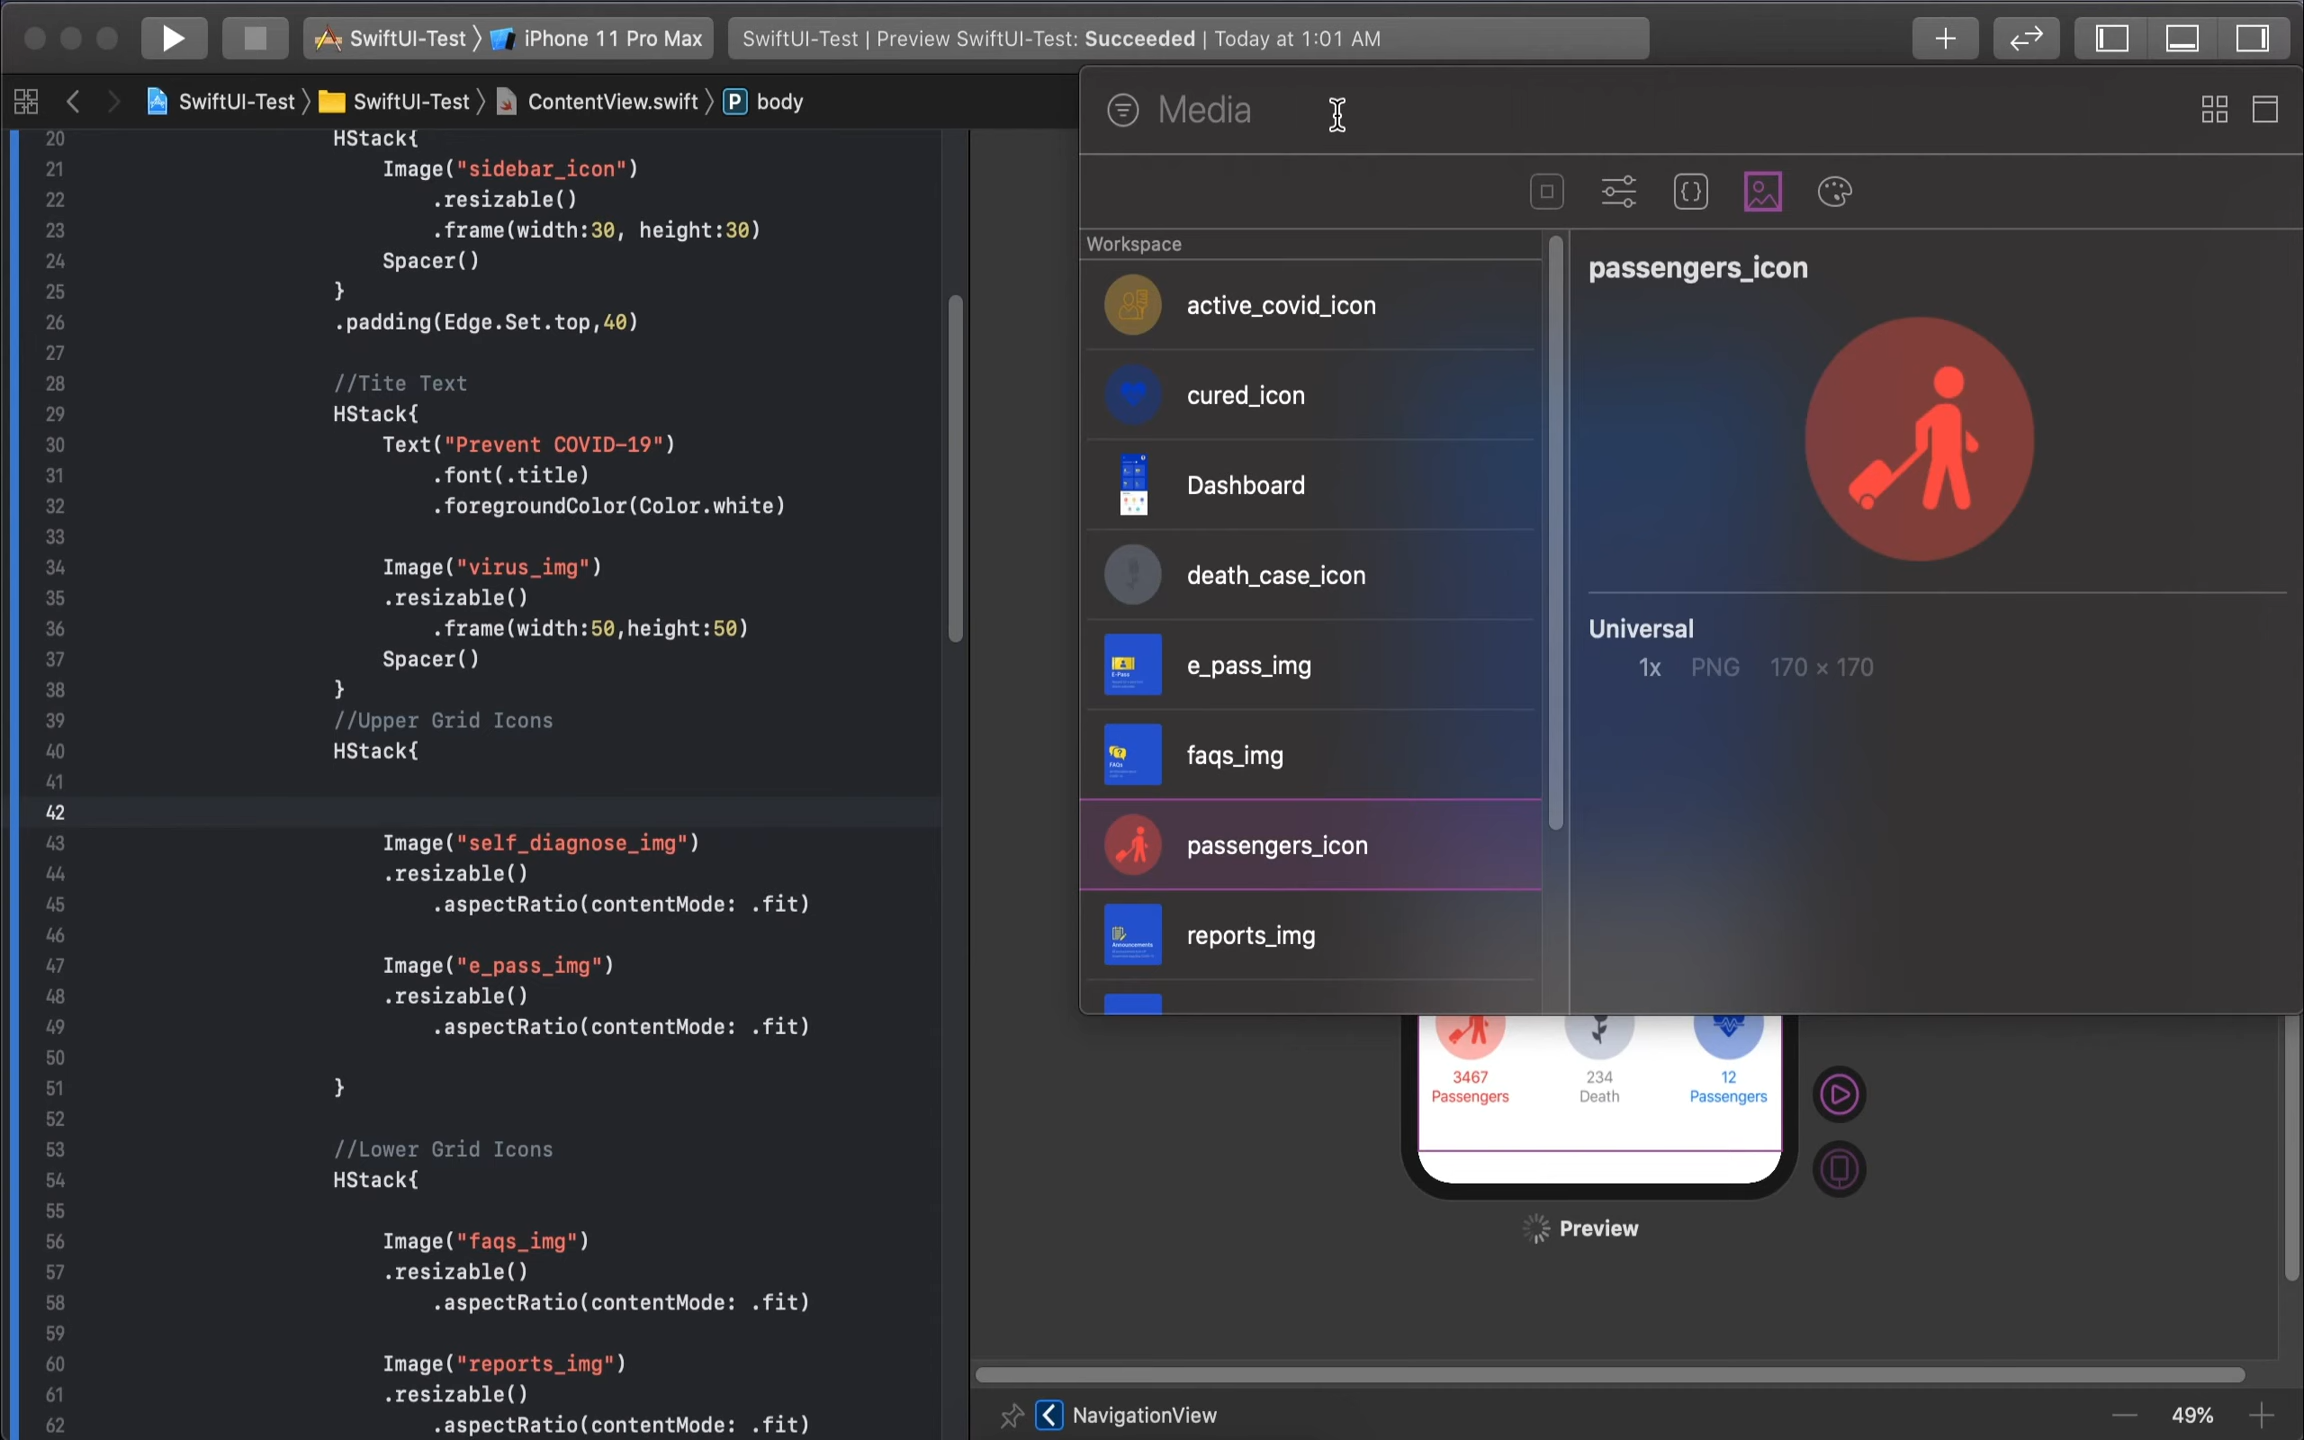 SwiftUI-Test 〉 iPhone 11 Pro Max
SwiftUI-Test | Preview SwiftUI-Test: Succeeded | Today at 1:01 AM
SwiftUI-Test 〉 SwiftUI-Test 〉 ContentView.swift 〉 P body
20 HStack{
21 Image("sidebar_icon")
22 .resizable()
23 .frame(width:30, height:30)
24 Spacer()
25 }
26 .padding(Edge.Set.top,40)
27
28 //Tite Text
29 HStack{
30 Text("Prevent COVID-19")
31 .font(.title)
32 .foregroundColor(Color.white)
33
34 Image("virus_img")
35 .resizable()
36 .frame(width:50,height:50)
37 Spacer()
38 }
39 //Upper Grid Icons
40 HStack{
41
42
43 Image("self_diagnose_img")
44 .resizable()
45 .aspectRatio(contentMode: .fit)
46
47 Image("e_pass_img")
48 .resizable()
49 .aspectRatio(contentMode: .fit)
50
51 }
52
53 //Lower Grid Icons
54 HStack{
55
56 Image("faqs_img")
57 .resizable()
58 .aspectRatio(contentMode: .fit)
59
60 Image("reports_img")
61 .resizable()
62 .aspectRatio(contentMode: .fit)
Media
Workspace
active_covid_icon
cured_icon
Dashboard
death_case_icon
e_pass_img
E-Pass
faqs_img
FAQs
passengers_icon
reports_img
Announcements
passengers_icon
Universal
1x PNG 170 × 170
3467
Passengers
234
Death
12
Passengers
Preview
NavigationView
49%